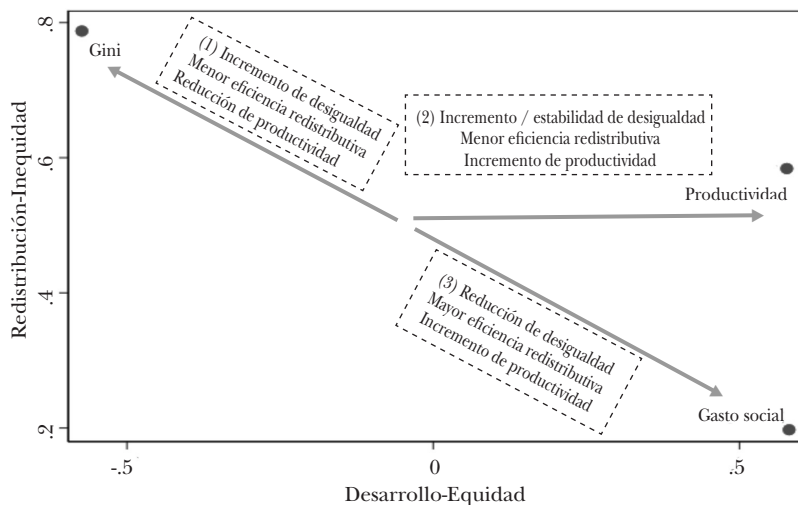 .8
Gini
(1) Incremento de desigualdad
Menor eficiencia redistributiva
Reducción de productividad
(2) Incremento / estabilidad de desigualdad
Menor eficiencia redistributiva
Incremento de productividad
.6
Productividad
Redistribución-Inequidad
.4
(3) Reducción de desigualdad
Mayor eficiencia redistributiva
Incremento de productividad
Gasto social
.2
-.5
0
.5
Desarrollo-Equidad